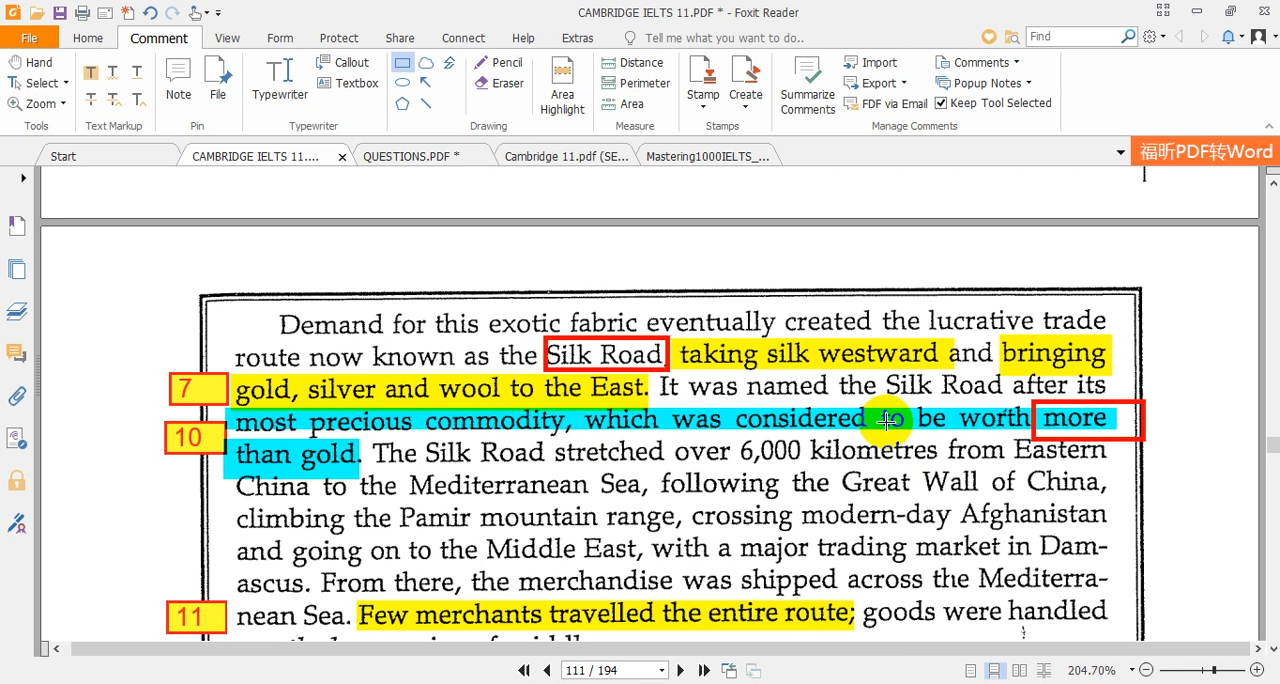 CAMBRIDGE IELTS 11.PDF * - Foxit Reader
File Home Comment View Form Protect Share Connect Help Extras Tell me what you want to do.. Find
Hand
Select
Zoom
Tools
Text Markup
Note
File
Pin
Typewriter
Callout
Textbox
Typewriter
Pencil
Eraser
Drawing
Area
Highlight
Distance
Perimeter
Area
Measure
Stamp
Create
Stamps
Summarize
Comments
Import
Export
FDF via Email
Comments
Popup Notes
Keep Tool Selected
Manage Comments
Start
CAMBRIDGE IELTS 11....
QUESTIONS.PDF *
Cambridge 11.pdf (SE...
Mastering1000IELTS_...
福昕PDF转Word
Demand for this exotic fabric eventually created the lucrative trade
route now known as the Silk Road, taking silk westward and bringing
7 gold, silver and wool to the East. It was named the Silk Road after its
most precious commodity, which was considered to be worth more
10 than gold. The Silk Road stretched over 6,000 kilometres from Eastern
China to the Mediterranean Sea, following the Great Wall of China,
climbing the Pamir mountain range, crossing modern-day Afghanistan
and going on to the Middle East, with a major trading market in Dam-
ascus. From there, the merchandise was shipped across the Mediterra-
11 nean Sea. Few merchants travelled the entire route; goods were handled
111 / 194
204.70%